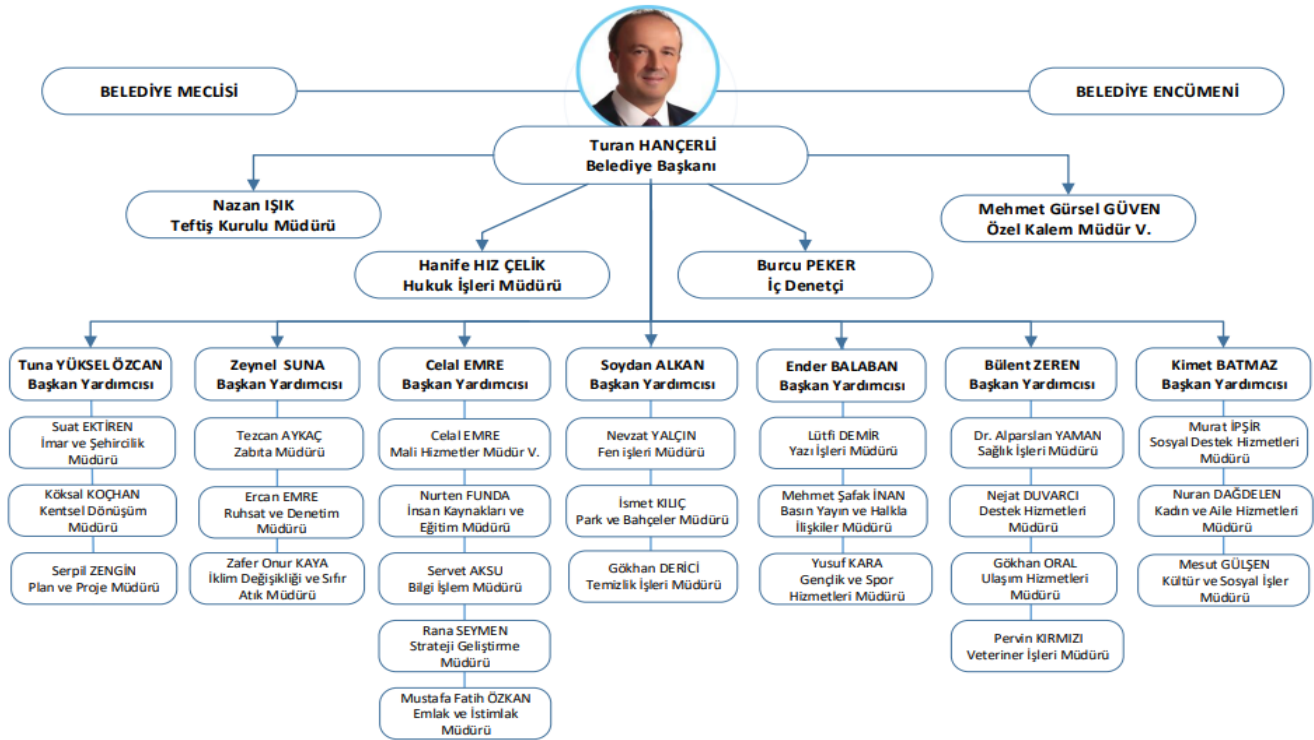 BELEDİYE MECLİSİ
BELEDİYE ENCÜMENİ
Turan HANÇERLİ
Belediye Başkanı
Nazan IŞIK
Teftiş Kurulu Müdürü
Mehmet Gürsel GÜVEN
Özel Kalem Müdür V.
Hanife HIZ ÇELİK
Hukuk İşleri Müdürü
Burcu PEKER
İç Denetçi
Tuna YÜKSEL ÖZCAN
Başkan Yardımcısı
Suat EKTİREN
İmar ve Şehircilik
Müdürü
Köksal KOÇHAN
Kentsel Dönüşüm
Müdürü
Serpil ZENGİN
Plan ve Proje Müdürü
Zeynel SUNA
Başkan Yardımcısı
Tezcan AYKAÇ
Zabıta Müdürü
Ercan EMRE
Ruhsat ve Denetim
Müdürü
Zafer Onur KAYA
İklim Değişikliği ve Sıfır
Atık Müdürü
Celal EMRE
Başkan Yardımcısı
Celal EMRE
Mali Hizmetler Müdür V.
Nurten FUNDA
İnsan Kaynakları ve
Eğitim Müdürü
Servet AKSU
Bilgi İşlem Müdürü
Rana SEYMEN
Strateji Geliştirme
Müdürü
Mustafa Fatih ÖZKAN
Emlak ve İstimlak
Müdürü
Soydan ALKAN
Başkan Yardımcısı
Nevzat YALÇIN
Fen işleri Müdürü
İsmet KILIÇ
Park ve Bahçeler Müdürü
Gökhan DERİCİ
Temizlik İşleri Müdürü
Ender BALABAN
Başkan Yardımcısı
Lütfi DEMİR
Yazı İşleri Müdürü
Mehmet Şafak İNAN
Basın Yayın ve Halkla
İlişkiler Müdürü
Yusuf KARA
Gençlik ve Spor
Hizmetleri Müdürü
Bülent ZEREN
Başkan Yardımcısı
Dr. Alparslan YAMAN
Sağlık İşleri Müdürü
Nejat DUVARCI
Destek Hizmetleri
Müdürü
Gökhan ORAL
Ulaşım Hizmetleri
Müdürü
Pervin KIRMIZI
Veteriner İşleri Müdürü
Kimet BATMAZ
Başkan Yardımcısı
Murat İPŞİR
Sosyal Destek Hizmetleri
Müdürü
Nuran DAĞDELEN
Kadın ve Aile Hizmetleri
Müdürü
Mesut GÜLŞEN
Kültür ve Sosyal İşler
Müdürü